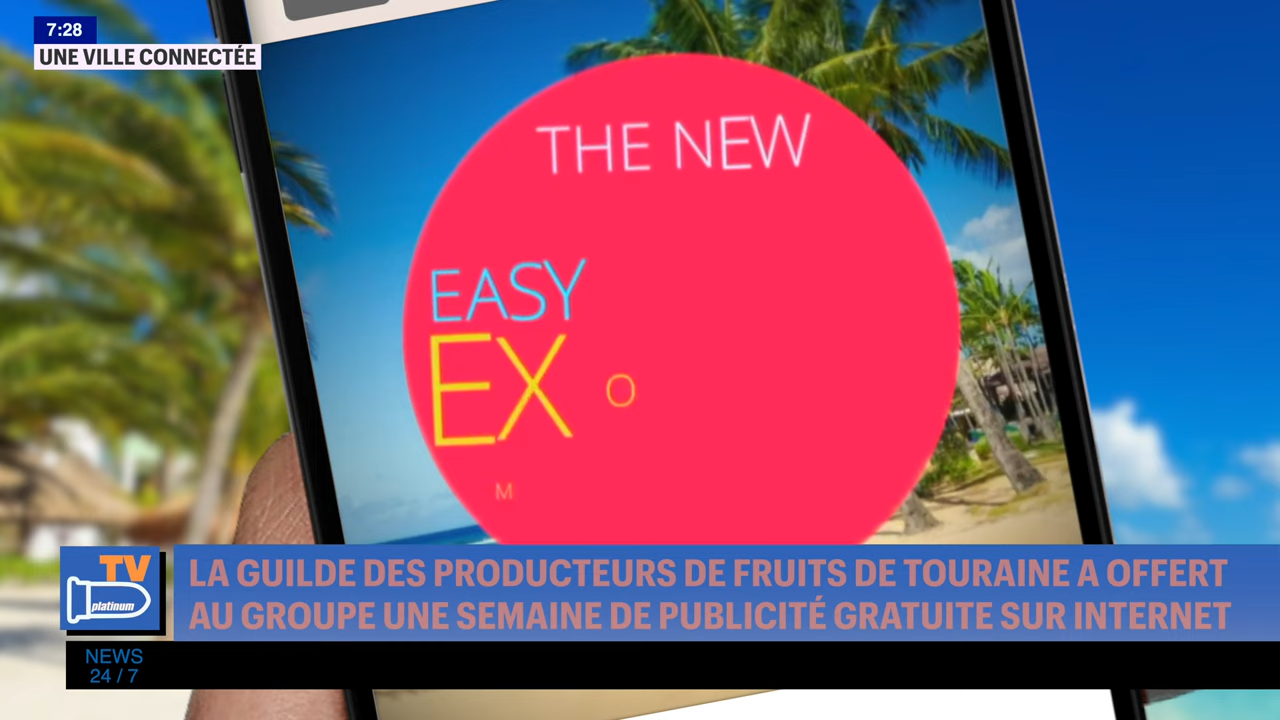 7:28
UNE VILLE CONNECTÉE
THE NEW
EASY
EX O
M
TV
platinum
LA GUILDE DES PRODUCTEURS DE FRUITS DE TOURAINE A OFFERT
AU GROUPE UNE SEMAINE DE PUBLICITÉ GRATUITE SUR INTERNET
NEWS
24 / 7